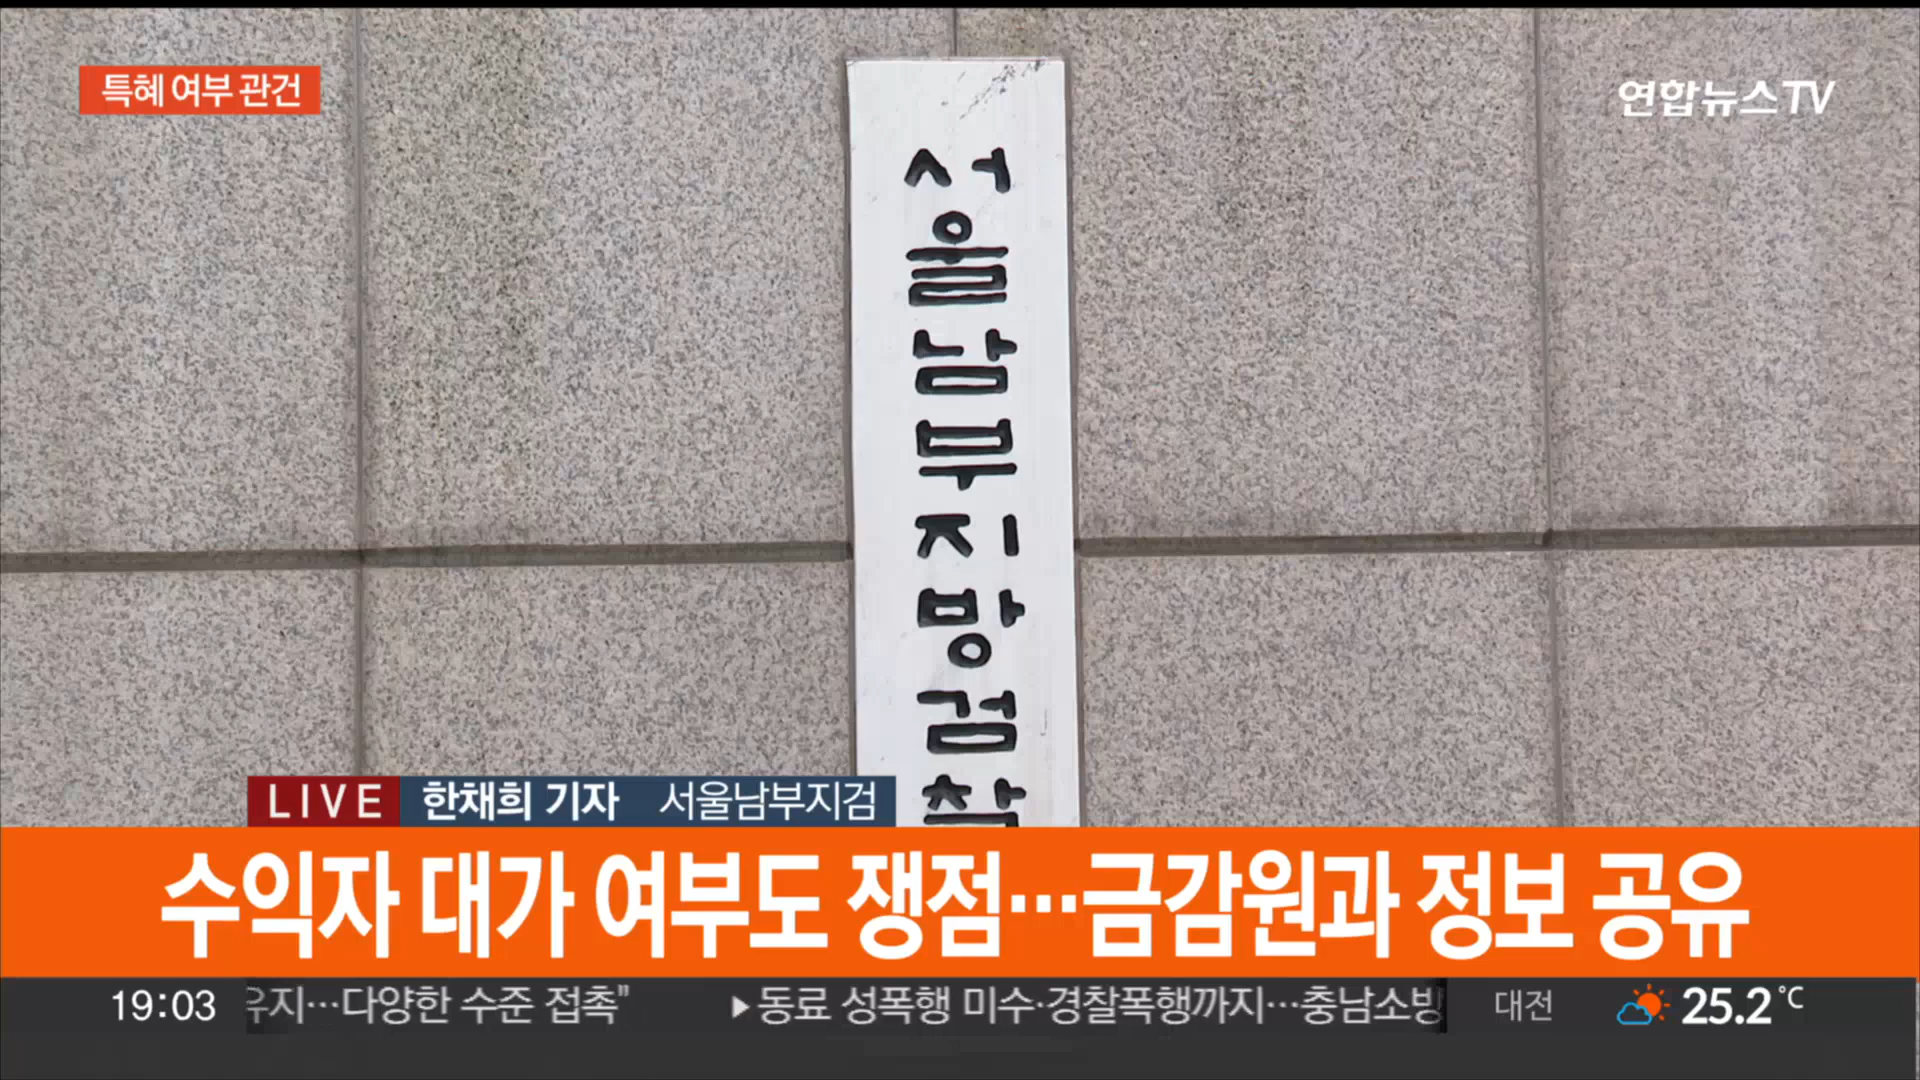 특혜 여부 관건
연합뉴스TV
서울남부지방검찰
LIVE 한채희 기자 서울남부지검
수익자 대가 여부도 쟁점…금감원과 정보 공유
19:03 우지…다양한 수준 접촉” ▶동료 성폭행 미수·경찰폭행까지…충남소방 대전 25.2℃